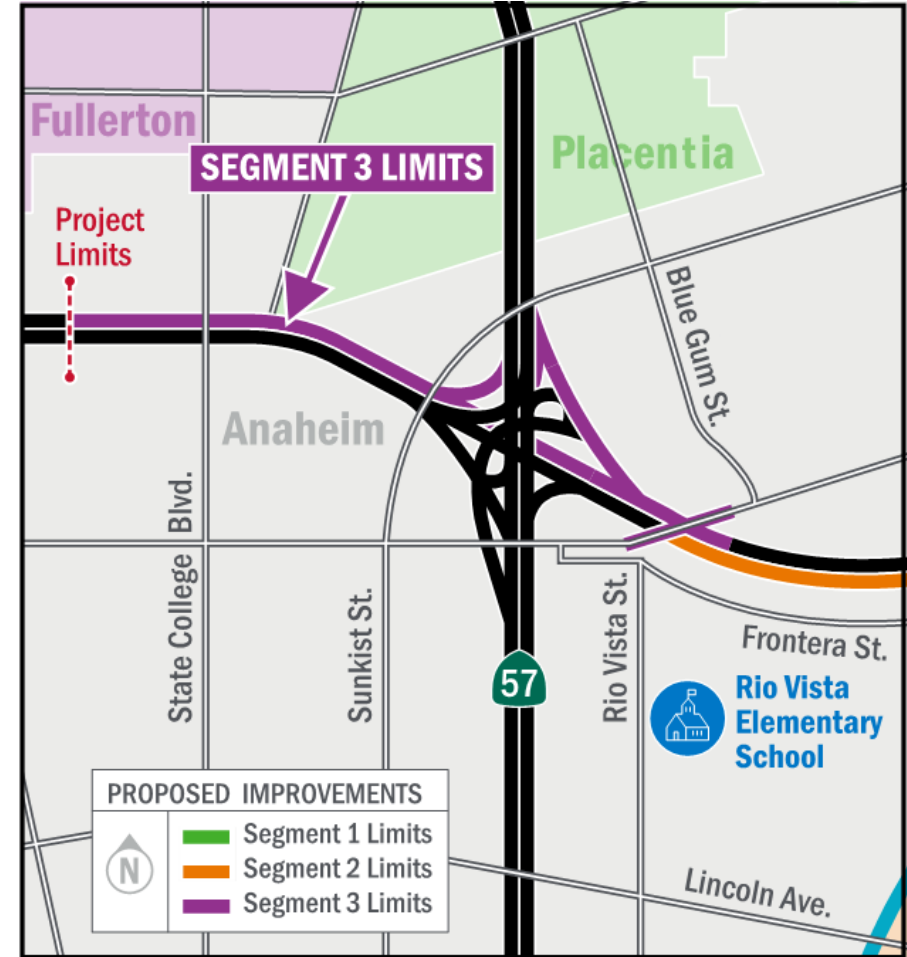 Fullerton
SEGMENT 3 LIMITS
Placentia
Project
Limits
Blue Gum St.
Anaheim
State College Blvd.
Sunkist St.
Rio Vista St.
Frontera St.
57
Rio Vista
Elementary
School
PROPOSED IMPROVEMENTS
N
Segment 1 Limits
Segment 2 Limits
Segment 3 Limits
Lincoln Ave.